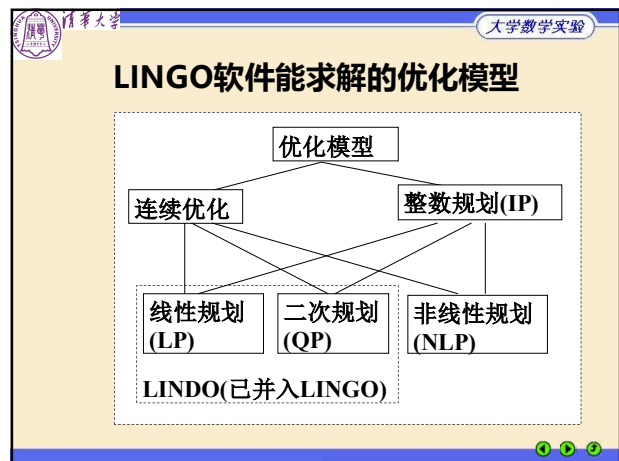 清华大学
大学数学实验
LINGO软件能求解的优化模型
优化模型
连续优化
整数规划(IP)
线性规划
(LP)
二次规划
(QP)
非线性规划
(NLP)
LINDO(已并入LINGO)